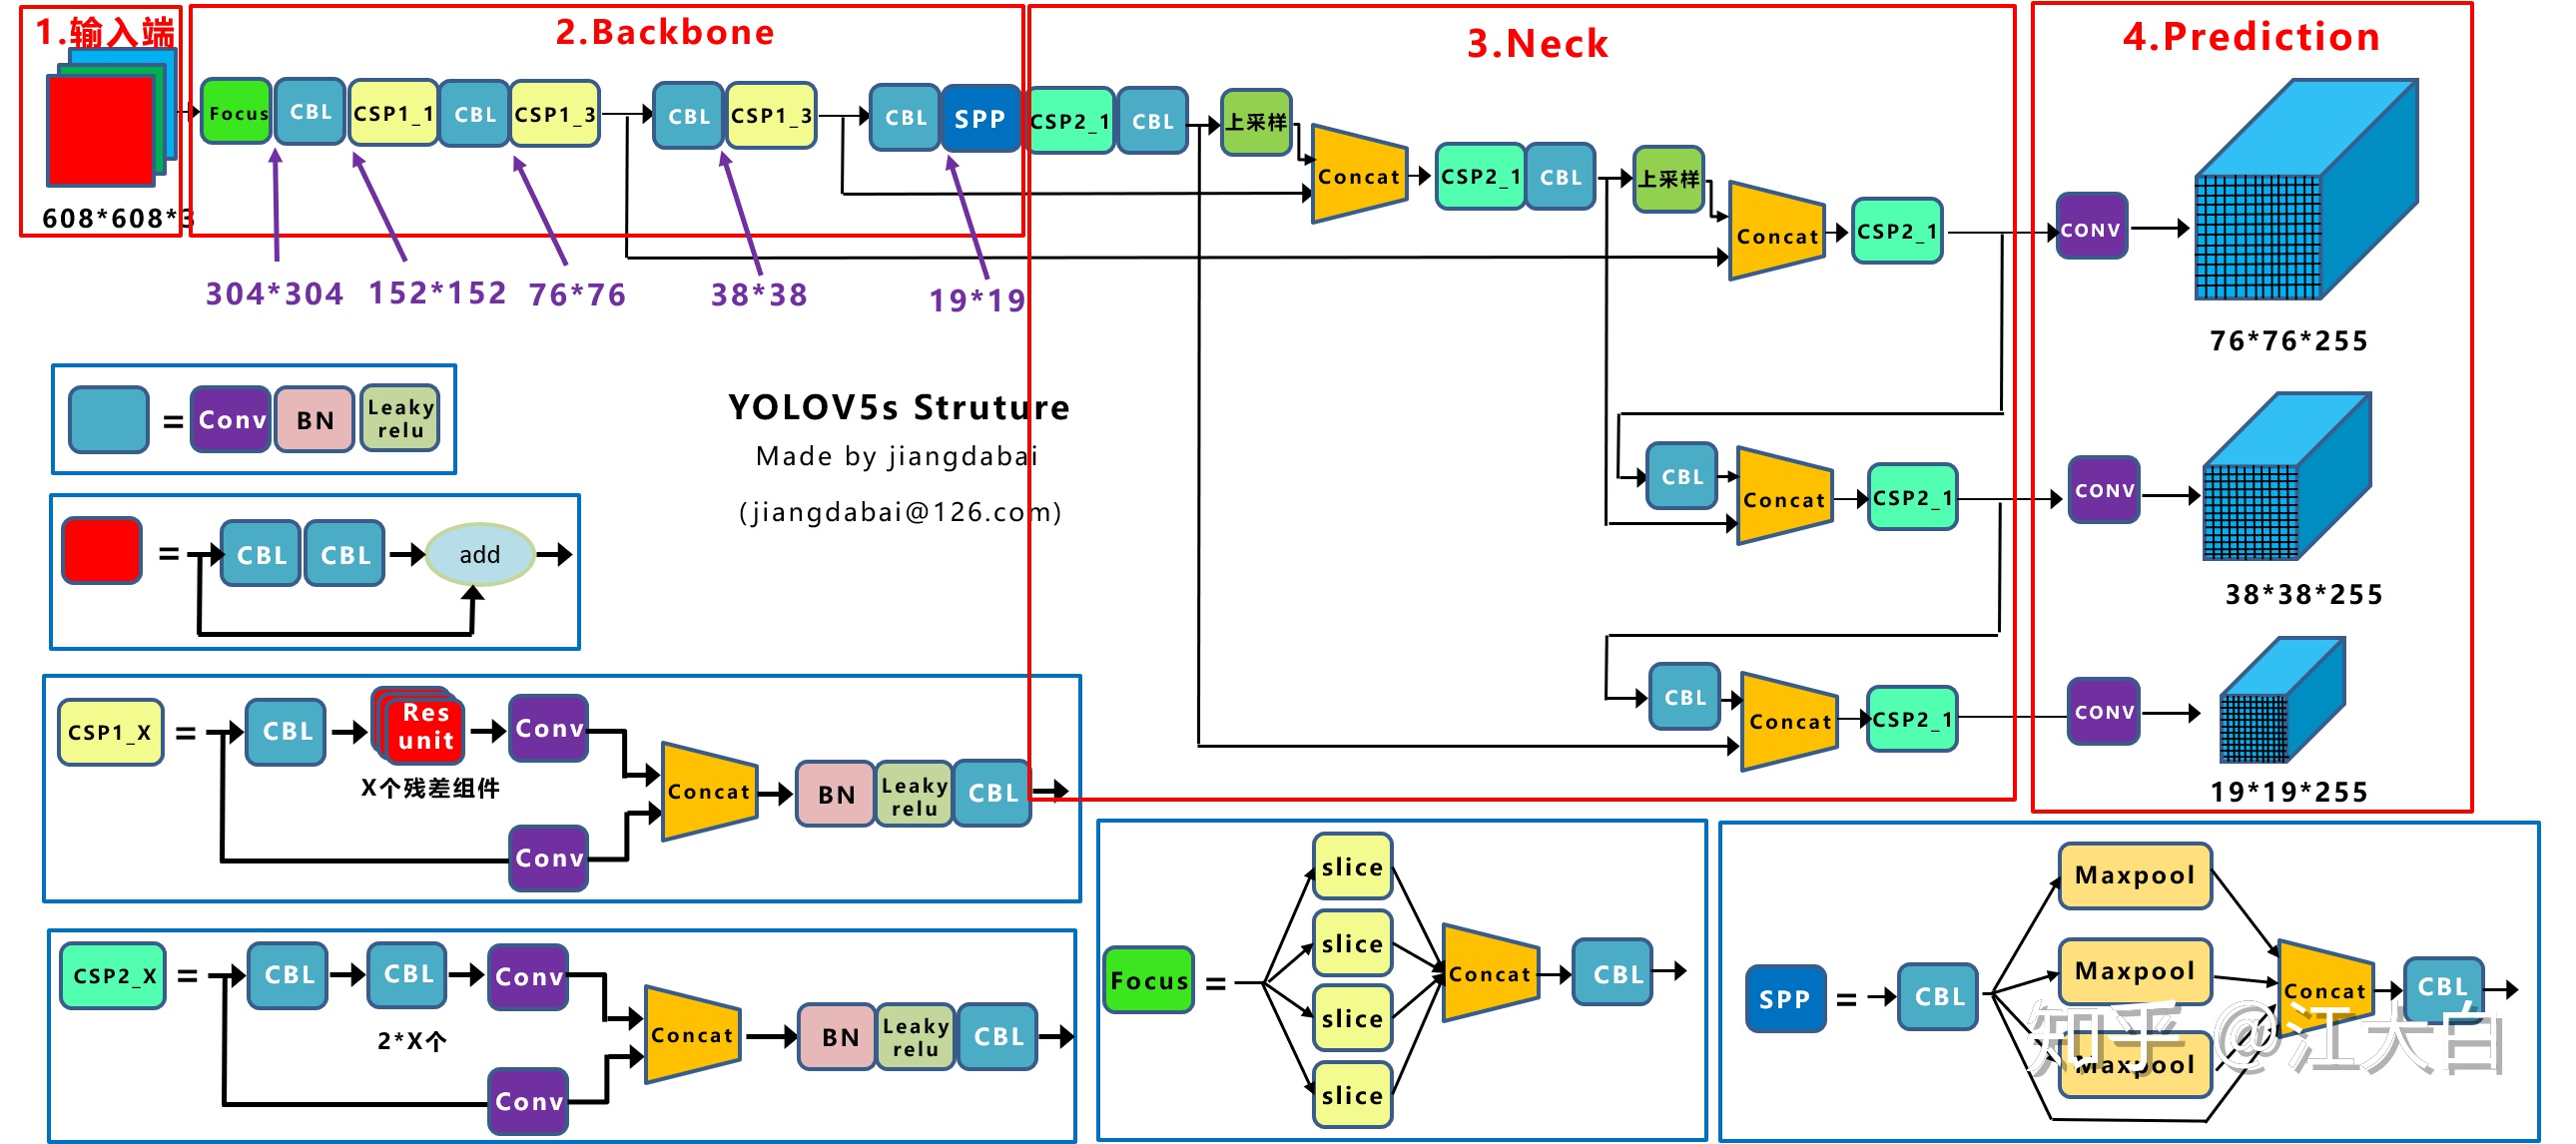 1.输入端
2.Backbone
3.Neck
4.Prediction
Focus
CBL
CSP1_1
CBL
CSP1_3
CBL
CSP1_3
CBL
SPP
CSP2_1
CBL
上采样
Concat
CSP2_1
CBL
上采样
Concat
CSP2_1
CONV
608*608*3
304*304
152*152
76*76
38*38
19*19
76*76*255
=
Conv
BN
Leaky
relu
YOLOV5s Struture
Made by jiangdabai
(jiangdabai@126.com)
CBL
Concat
CSP2_1
CONV
38*38*255
=
CBL
CBL
add
CBL
Concat
CSP2_1
CONV
19*19*255
CSP1_X
=
CBL
Res
unit
Conv
X个残差组件
Concat
BN
Leaky
relu
CBL
Conv
CSP2_X
=
CBL
CBL
Conv
2*X个
Concat
BN
Leaky
relu
CBL
Conv
Focus
=
slice
slice
slice
slice
Concat
CBL
SPP
=
CBL
Maxpool
Maxpool
Maxpool
Concat
CBL
知乎 @江大白